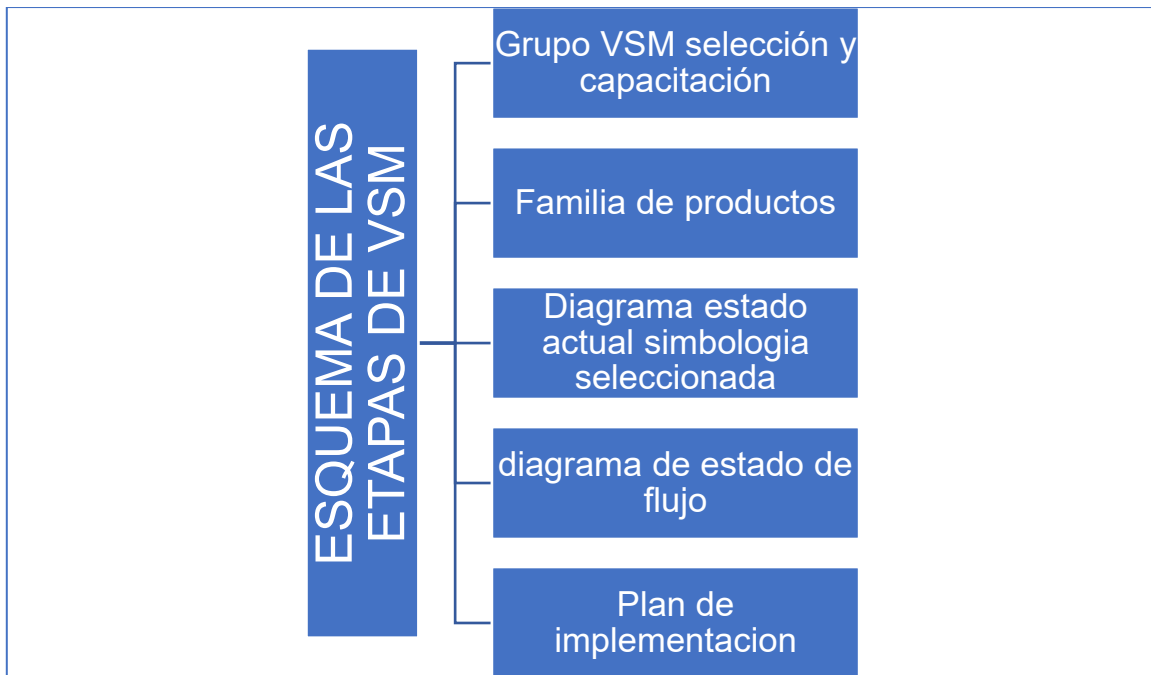 ESQUEMA DE LAS
ETAPAS DE VSM
Grupo VSM selección y
capacitación
Familia de productos
Diagrama estado
actual simbologia
seleccionada
diagrama de estado de
flujo
Plan de
implementacion